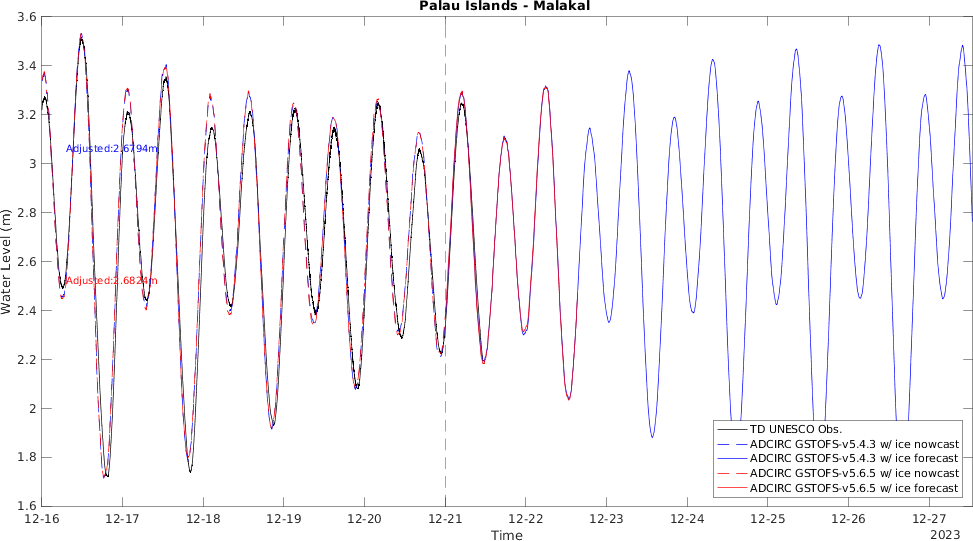 Palau Islands - Malakal
3.6
3.4
3.2
3
2.8
2.6
2.4
2.2
2
1.8
1.6
Water Level (m)
Adjusted:2.6794m
Adjusted:2.6824m
TD UNESCO Obs.
ADCIRC GSTOFS-v5.4.3 w/ ice nowcast
ADCIRC GSTOFS-v5.4.3 w/ ice forecast
ADCIRC GSTOFS-v5.6.5 w/ ice nowcast
ADCIRC GSTOFS-v5.6.5 w/ ice forecast
12-16 12-17 12-18 12-19 12-20 12-21 12-22 12-23 12-24 12-25 12-26 12-27
Time
2023